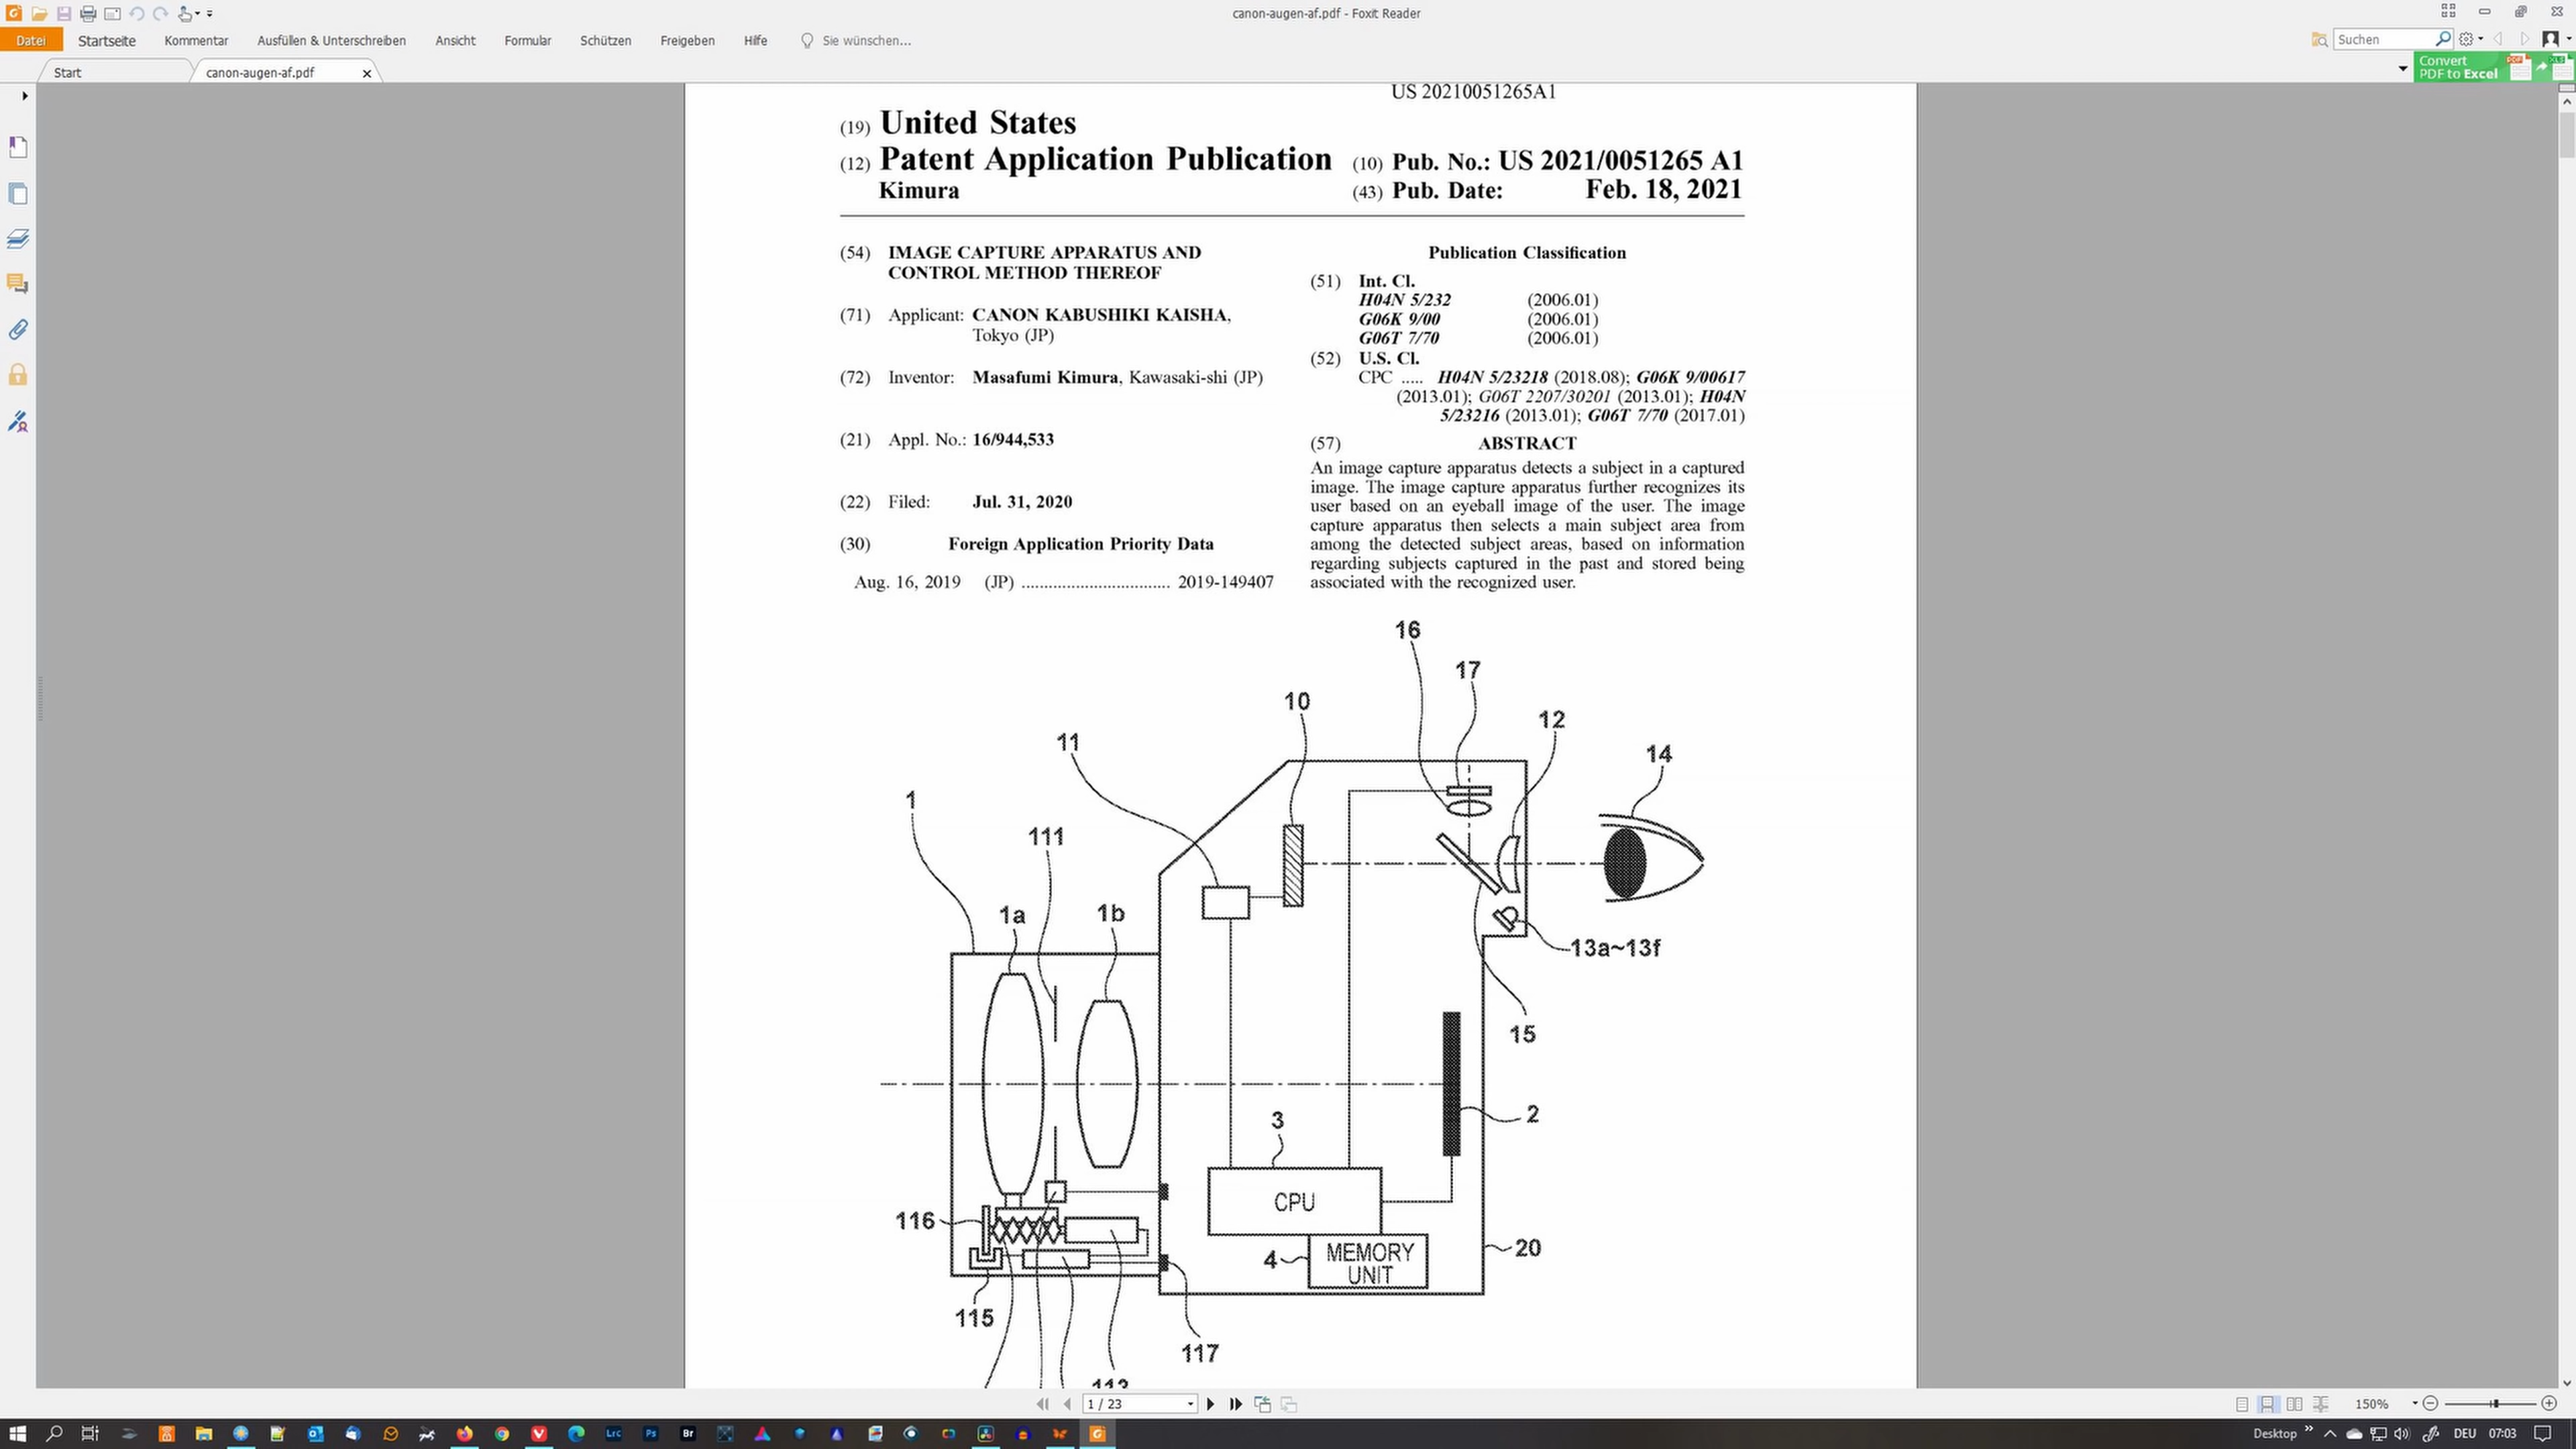 canon-augen-af.pdf - Foxit Reader
Datei Startseite Kommentar Ausfüllen & Unterschreiben Ansicht Formular Schützen Freigeben Hilfe Sie wünschen... Suchen
Start canon-augen-af.pdf
Convert
PDF to Excel
US 20210051265A1
(19) United States
(12) Patent Application Publication
Kimura
(10) Pub. No.: US 2021/0051265 A1
(43) Pub. Date: Feb. 18, 2021
(54) IMAGE CAPTURE APPARATUS AND
CONTROL METHOD THEREOF
(71) Applicant: CANON KABUSHIKI KAISHA,
Tokyo (JP)
(72) Inventor: Masafumi Kimura, Kawasaki-shi (JP)
(21) Appl. No.: 16/944,533
(22) Filed: Jul. 31, 2020
(30) Foreign Application Priority Data
Aug. 16, 2019 (JP) ................................ 2019-149407
Publication Classification
(51) Int. Cl.
H04N 5/232 (2006.01)
G06K 9/00 (2006.01)
G06T 7/70 (2006.01)
(52) U.S. Cl.
CPC ..... H04N 5/23218 (2018.08); G06K 9/00617
(2013.01); G06T 2207/30201 (2013.01); H04N
5/23216 (2013.01); G06T 7/70 (2017.01)
(57) ABSTRACT
An image capture apparatus detects a subject in a captured
image. The image capture apparatus further recognizes its
user based on an eyeball image of the user. The image
capture apparatus then selects a main subject area from
among the detected subject areas, based on information
regarding subjects captured in the past and stored being
associated with the recognized user.
16
17
10
12
11
14
1
111
1a
1b
13a~13f
15
2
3
CPU
116
4
MEMORY
UNIT
20
115
117
1 / 23
150%
Lrc Ps Br
Desktop DEU 07:03